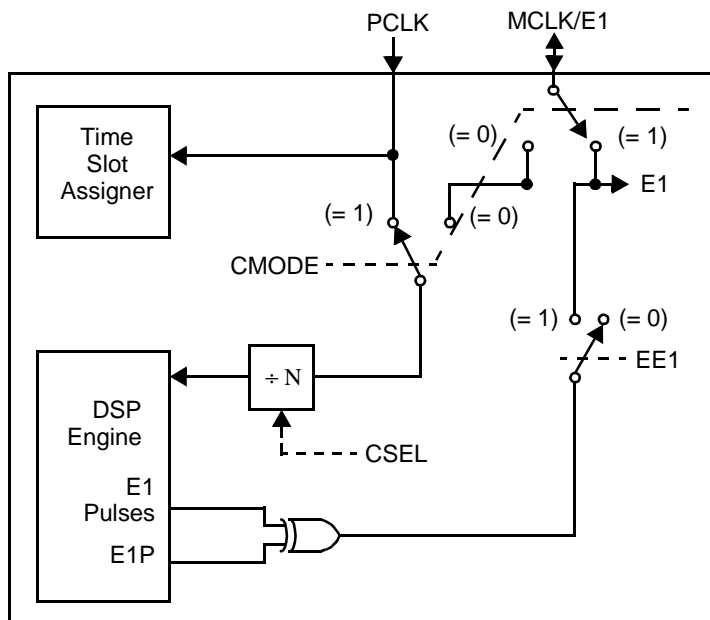 PCLK
MCLK/E1
Time
Slot
Assigner
(= 0)
(= 1)
E1
(= 1)
(= 0)
CMODE
(= 1)
(= 0)
EE1
÷ N
DSP
Engine
CSEL
E1
Pulses
E1P